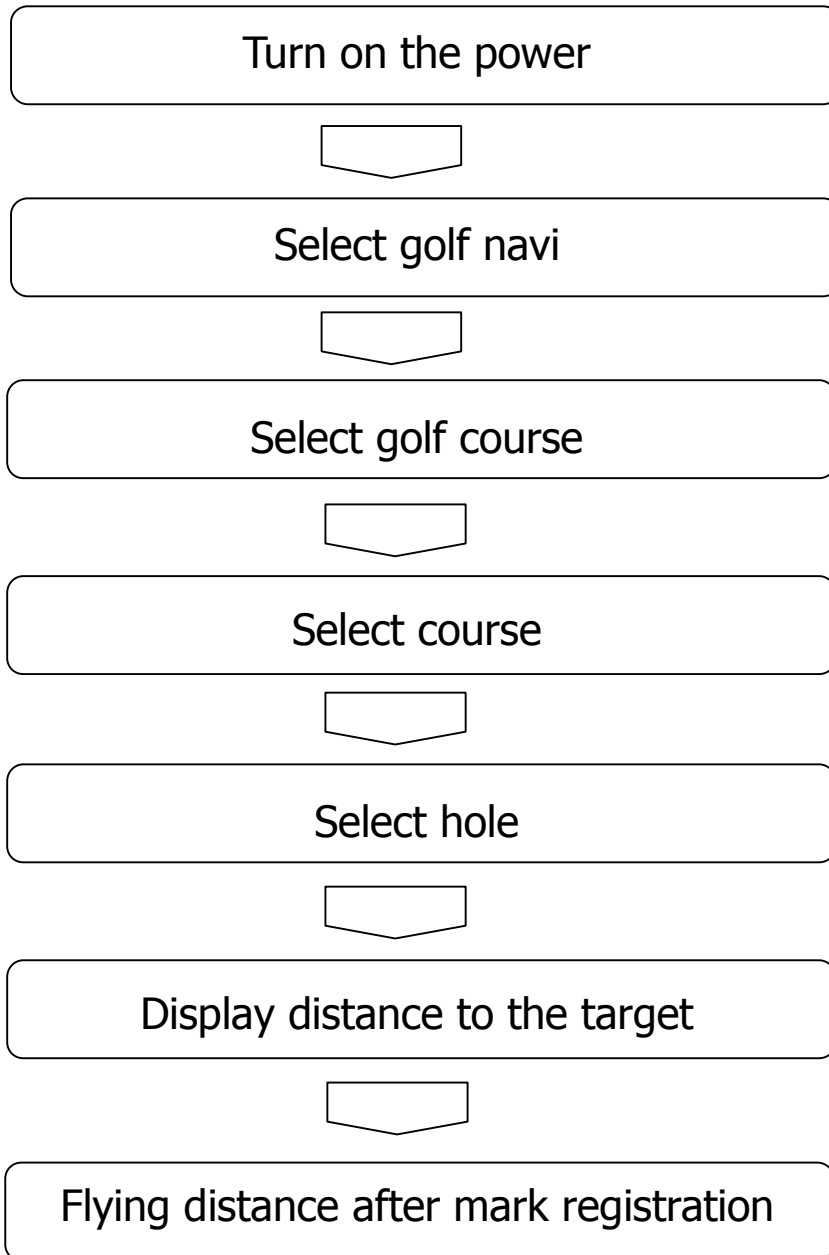 Turn on the power
Select golf navi
Select golf course
Select course
Select hole
Display distance to the target
Flying distance after mark registration